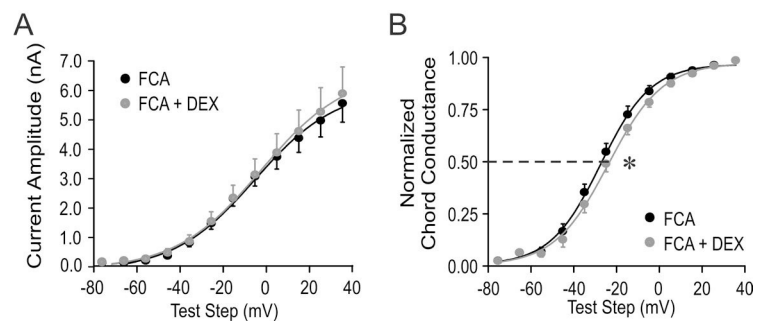 A
Current Amplitude (nA)
7.0
6.0
5.0
4.0
3.0
2.0
1.0
0.0
FCA
FCA + DEX
-80 -60 -40 -20 0 20 40
Test Step (mV)
B
Normalized
Chord Conductance
1.00
0.75
0.50
0.25
0.00
*
FCA
FCA + DEX
-80 -60 -40 -20 0 20 40
Test Step (mV)